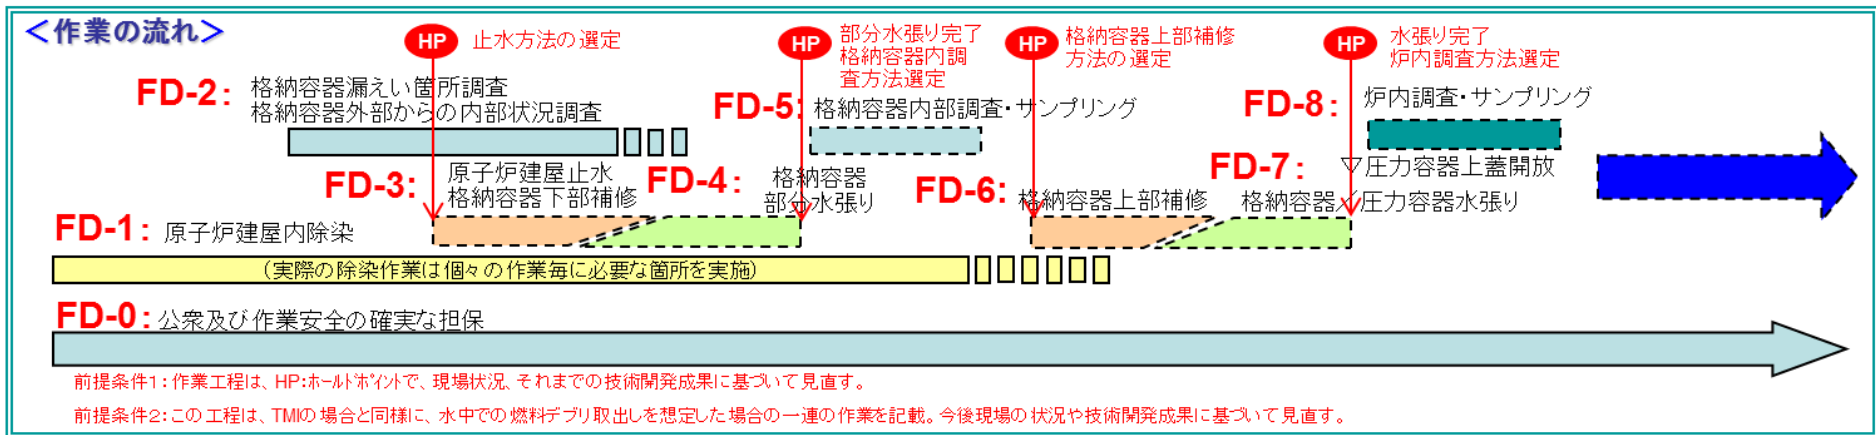 ＜作業の流れ＞
HP
止水方法の選定
HP
部分水張り完了
格納容器内調
査方法選定
HP
格納容器上部補修
方法の選定
HP
水張り完了
炉内調査方法選定
FD-2：
格納容器漏えい箇所調査
格納容器外部からの内部状況調査
FD-5：
格納容器内部調査・サンプリング
FD-8：
炉内調査・サンプリング
FD-3：
原子炉建屋止水
格納容器下部補修
FD-4：
格納容器
部分水張り
FD-6：
格納容器上部補修
FD-7：
▽圧力容器上蓋開放
格納容器／圧力容器水張り
FD-1：
原子炉建屋内除染
（実際の除染作業は個々の作業毎に必要な箇所を実施）
FD-0：
公衆及び作業安全の確実な担保
前提条件1：作業工程は、HP：ﾎｰﾙﾄﾞﾎﾟｲﾝﾄで、現場状況、それまでの技術開発成果に基づいて見直す。
前提条件2：この工程は、TMIの場合と同様に、水中での燃料デブリ取出しを想定した場合の一連の作業を記載。今後現場の状況や技術開発成果に基づいて見直す。